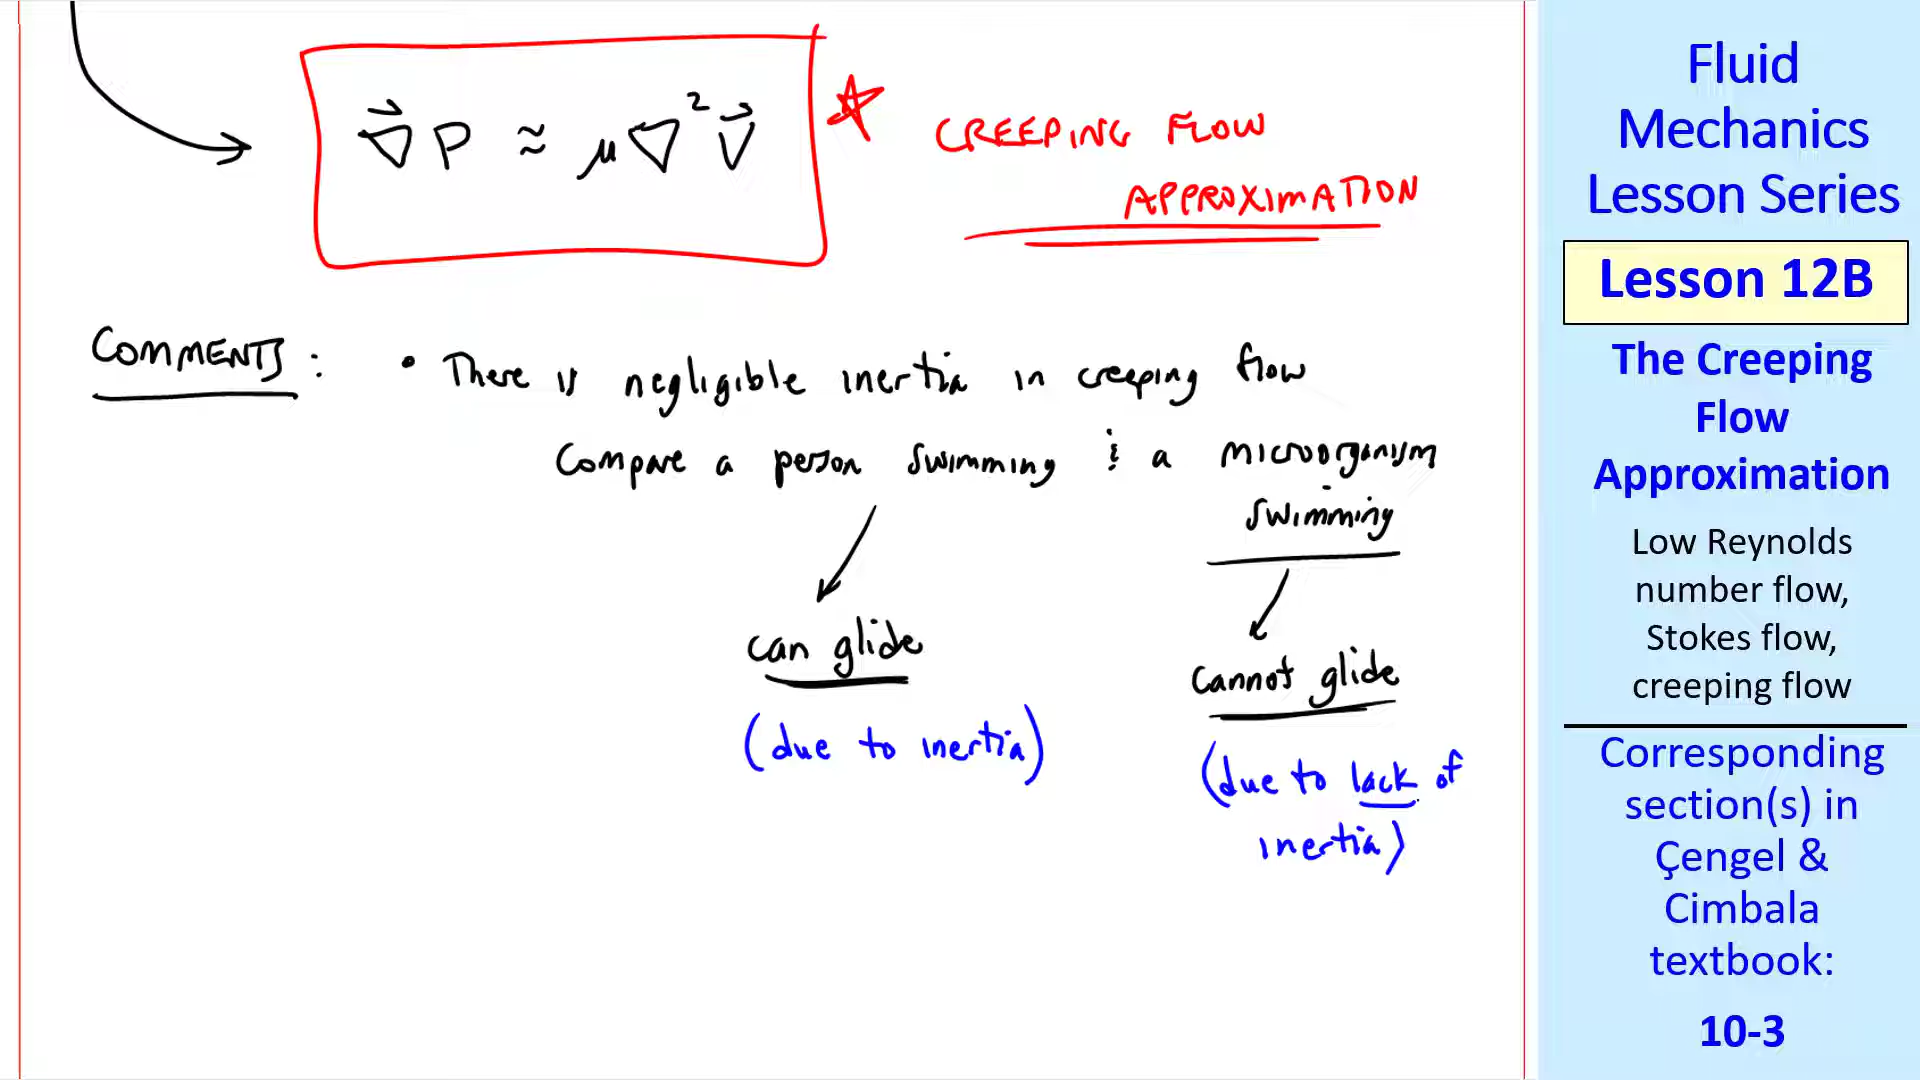 ∇⃗P ≈ μ∇²V⃗
CREEPING FLOW
APPROXIMATION
COMMENTS:
• There is negligible inertia in creeping flow
Compare a person swimming & a microorganism
swimming
can glide
cannot glide
(due to inertia)
(due to lack of
inertia)
Fluid
Mechanics
Lesson Series
Lesson 12B
The Creeping
Flow
Approximation
Low Reynolds
number flow,
Stokes flow,
creeping flow
Corresponding
section(s) in
Çengel &
Cimbala
textbook:
10-3